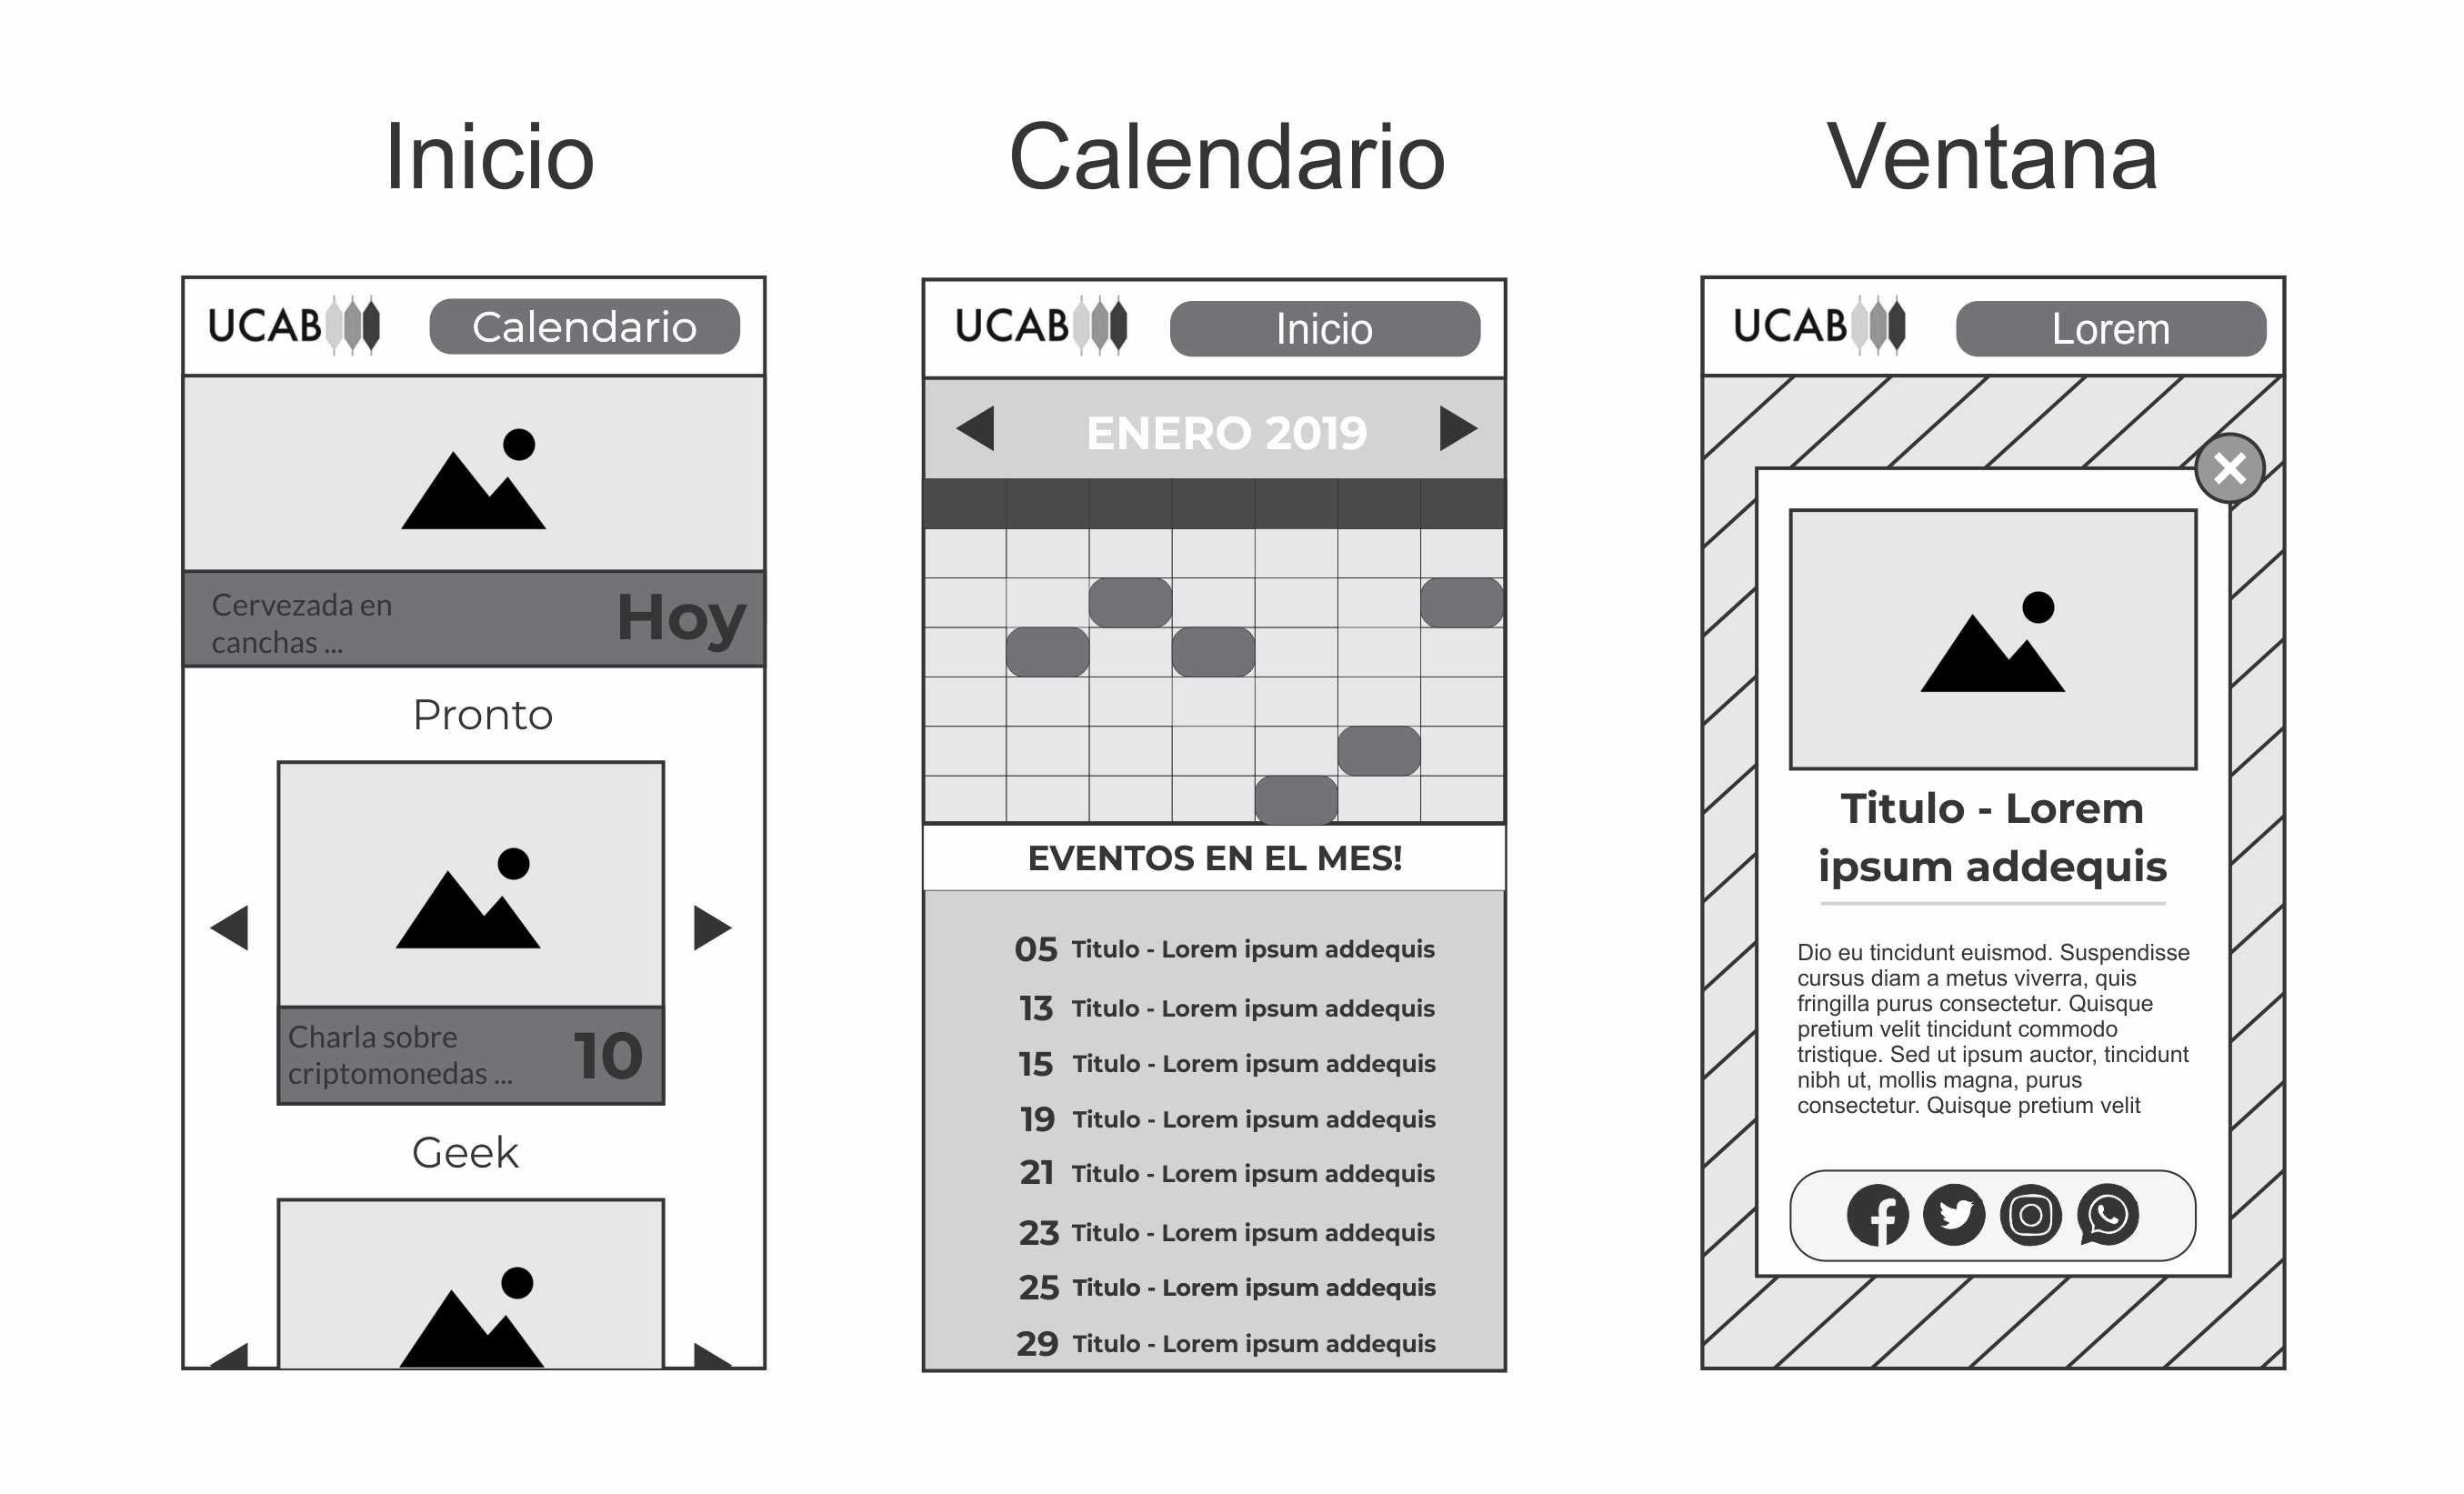 Inicio
UCAB
Calendario
Cervezada en
canchas ...
Hoy
Pronto
Charla sobre
criptomonedas ...
10
Geek
Calendario
UCAB
Inicio
ENERO 2019
EVENTOS EN EL MES!
05 Titulo - Lorem ipsum addequis
13 Titulo - Lorem ipsum addequis
15 Titulo - Lorem ipsum addequis
19 Titulo - Lorem ipsum addequis
21 Titulo - Lorem ipsum addequis
23 Titulo - Lorem ipsum addequis
25 Titulo - Lorem ipsum addequis
29 Titulo - Lorem ipsum addequis
Ventana
UCAB
Lorem
Titulo - Lorem
ipsum addequis
Dio eu tincidunt euismod. Suspendisse
cursus diam a metus viverra, quis
fringilla purus consectetur. Quisque
pretium velit tincidunt commodo
tristique. Sed ut ipsum auctor, tincidunt
nibh ut, mollis magna, purus
consectetur. Quisque pretium velit